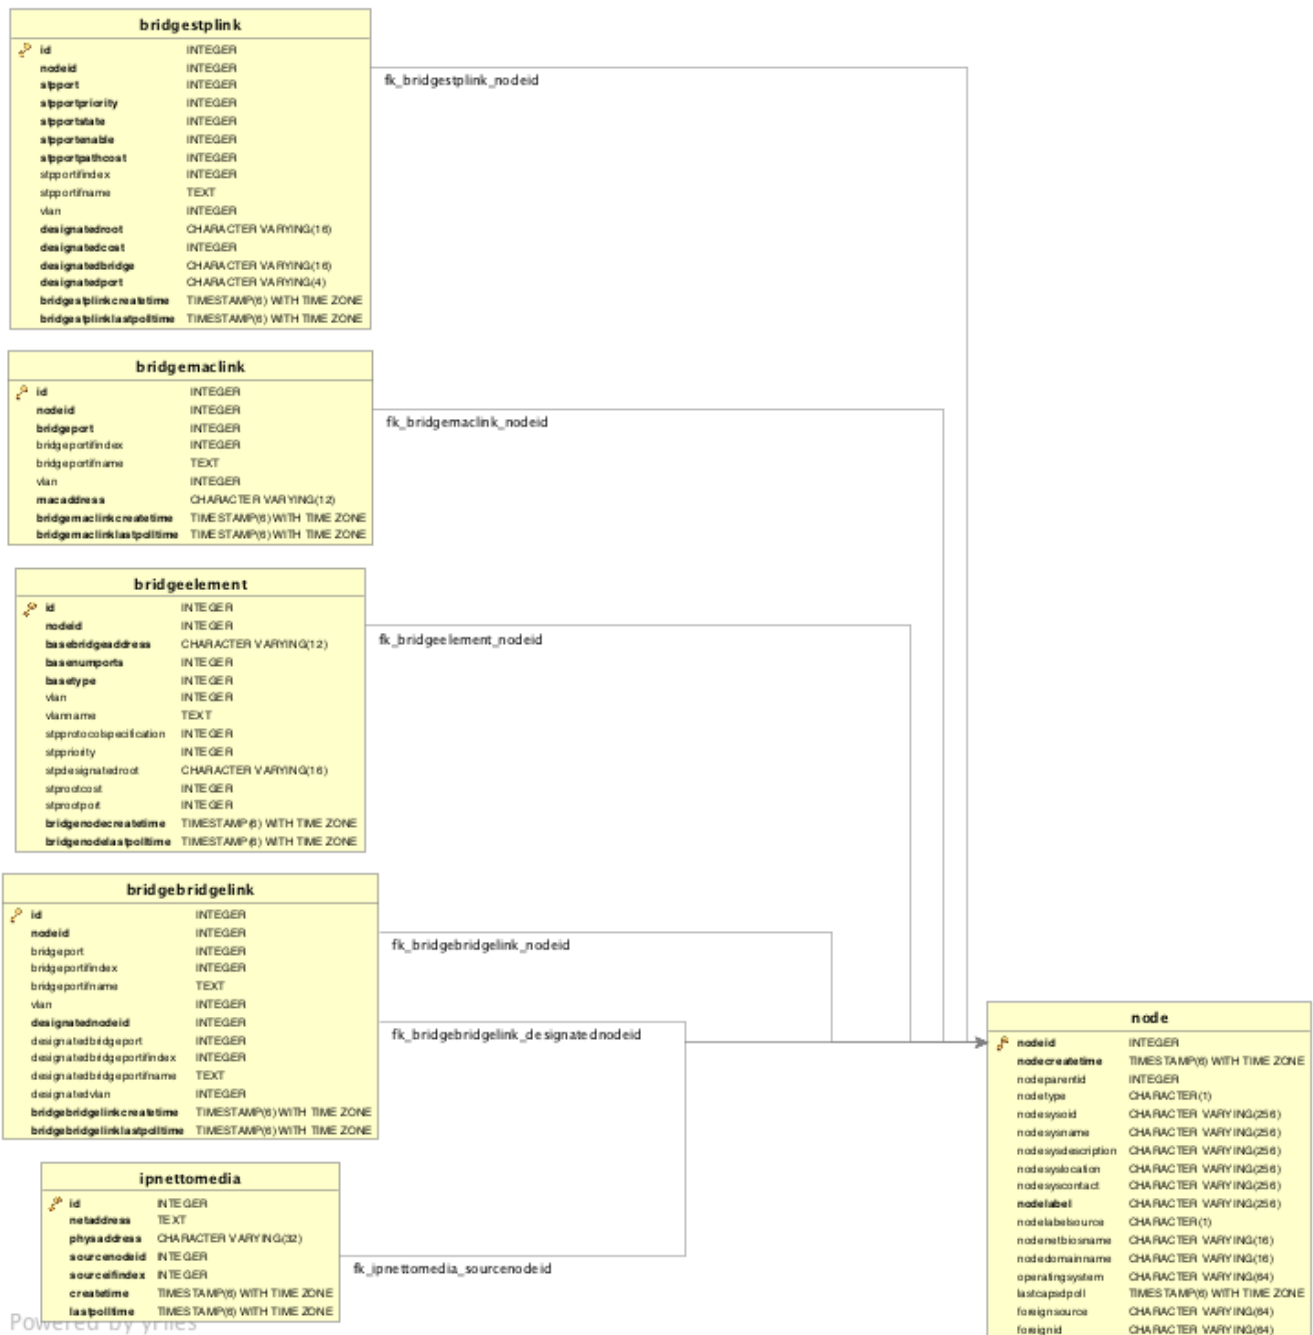 bridgestplink
id INTEGER
nodeid INTEGER
stpport INTEGER
stpportpriority INTEGER
stpportstate INTEGER
stpportenable INTEGER
stpportpathcost INTEGER
stpportifindex INTEGER
stpportifname TEXT
vlan INTEGER
designatedroot CHARACTER VARYING(16)
designatedcost INTEGER
designatedbridge CHARACTER VARYING(16)
designatedport CHARACTER VARYING(4)
bridgestplinkcreatetime TIMESTAMP(6) WITH TIME ZONE
bridgestplinklastpolltime TIMESTAMP(6) WITH TIME ZONE
fk_bridgestplink_nodeid
bridgemaclink
id INTEGER
nodeid INTEGER
bridgeport INTEGER
bridgeportifindex INTEGER
bridgeportifname TEXT
vlan INTEGER
macaddress CHARACTER VARYING(12)
bridgemaclinkcreatetime TIMESTAMP(6) WITH TIME ZONE
bridgemaclinklastpolltime TIMESTAMP(6) WITH TIME ZONE
fk_bridgemaclink_nodeid
bridgeelement
id INTEGER
nodeid INTEGER
basebridgeaddress CHARACTER VARYING(12)
basenumports INTEGER
basetype INTEGER
vlan INTEGER
vlanname TEXT
stpprotocolspecification INTEGER
stppriority INTEGER
stpdesignatedroot CHARACTER VARYING(16)
stprootcost INTEGER
stprootport INTEGER
bridgenodecreatetime TIMESTAMP(6) WITH TIME ZONE
bridgenodelastpolltime TIMESTAMP(6) WITH TIME ZONE
fk_bridgeelement_nodeid
bridgebridgelink
id INTEGER
nodeid INTEGER
bridgeport INTEGER
bridgeportifindex INTEGER
bridgeportifname TEXT
vlan INTEGER
designatednodeid INTEGER
designatedbridgeport INTEGER
designatedbridgeportifindex INTEGER
designatedbridgeportifname TEXT
designatedvlan INTEGER
bridgebridgelinkcreatetime TIMESTAMP(6) WITH TIME ZONE
bridgebridgelinklastpolltime TIMESTAMP(6) WITH TIME ZONE
fk_bridgebridgelink_nodeid
fk_bridgebridgelink_designatednodeid
ipnettomedia
id INTEGER
netaddress TEXT
physaddress CHARACTER VARYING(32)
sourcenodeid INTEGER
sourceifindex INTEGER
createtime TIMESTAMP(6) WITH TIME ZONE
lastpolltime TIMESTAMP(6) WITH TIME ZONE
fk_ipnettomedia_sourcenodeid
node
nodeid INTEGER
nodecreatetime TIMESTAMP(6) WITH TIME ZONE
nodeparentid INTEGER
nodetype CHARACTER(1)
nodesysoid CHARACTER VARYING(256)
nodesysname CHARACTER VARYING(256)
nodesysdescription CHARACTER VARYING(256)
nodesyslocation CHARACTER VARYING(256)
nodesyscontact CHARACTER VARYING(256)
nodelabel CHARACTER VARYING(256)
nodelabelsource CHARACTER(1)
nodenetbiosname CHARACTER VARYING(16)
nodedomainname CHARACTER VARYING(16)
operatingsystem CHARACTER VARYING(64)
lastcapsdpoll TIMESTAMP(6) WITH TIME ZONE
foreignsource CHARACTER VARYING(64)
foreignid CHARACTER VARYING(64)
Powered by yFiles